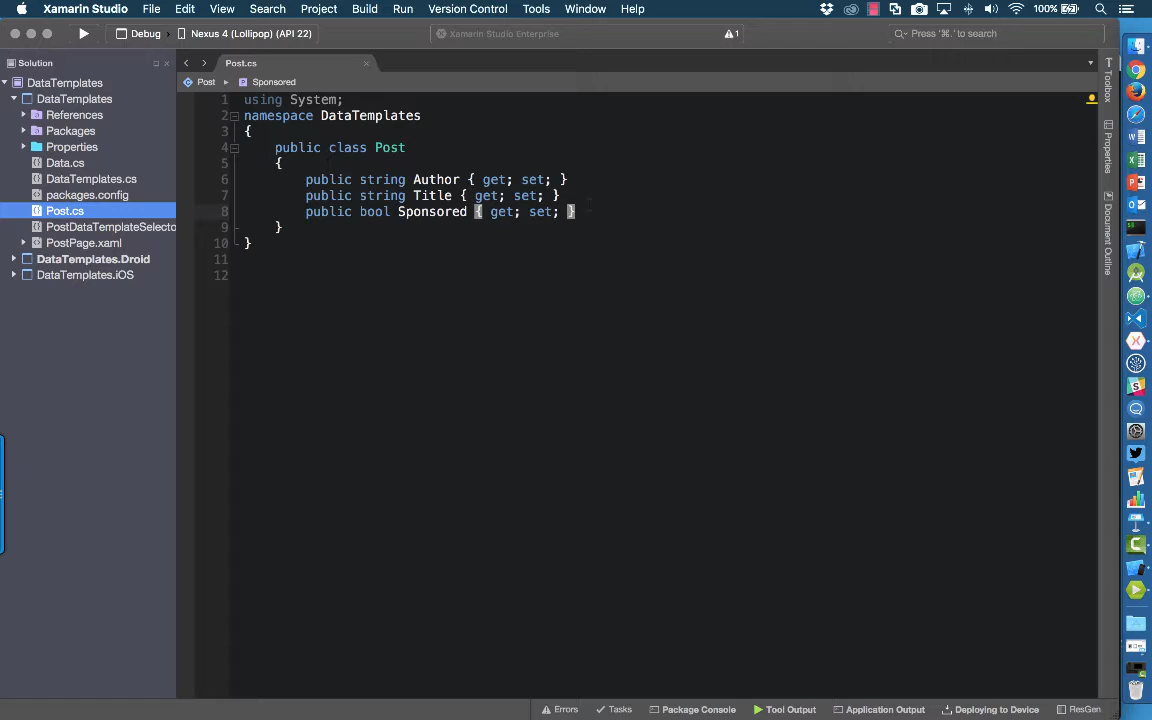 Xamarin Studio File Edit View Search Project Build Run Version Control Tools Window Help 100%
Debug Nexus 4 (Lollipop) (API 22) Xamarin Studio Enterprise 1 Press '⌘.' to search
Solution Post.cs
Post Sponsored
DataTemplates
DataTemplates
References
Packages
Properties
Data.cs
DataTemplates.cs
packages.config
Post.cs
PostDataTemplateSelecto
PostPage.xaml
DataTemplates.Droid
DataTemplates.iOS
1 using System;
2 namespace DataTemplates
3 {
4 public class Post
5 {
6 public string Author { get; set; }
7 public string Title { get; set; }
8 public bool Sponsored { get; set; }
9 }
10 }
11
12
Toolbox
Properties
Document Outline
Errors Tasks Package Console Tool Output Application Output Deploying to Device ResGen